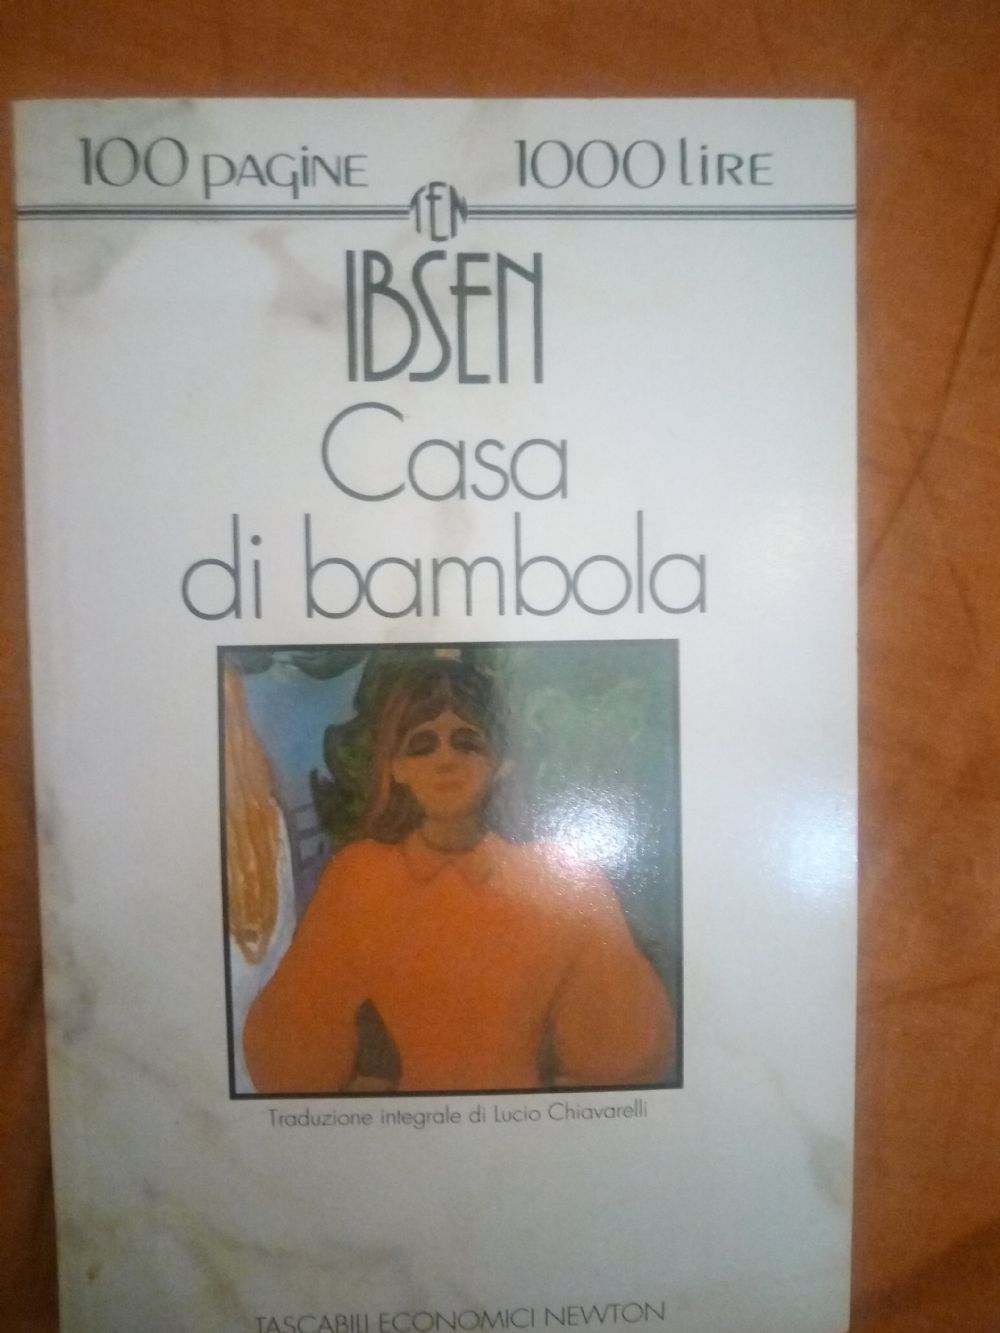 100 pagine 1000 lire
TEN
IBSEN
Casa
di bambola
Traduzione integrale di Lucio Chiavarelli
TASCABILI ECONOMICI NEWTON